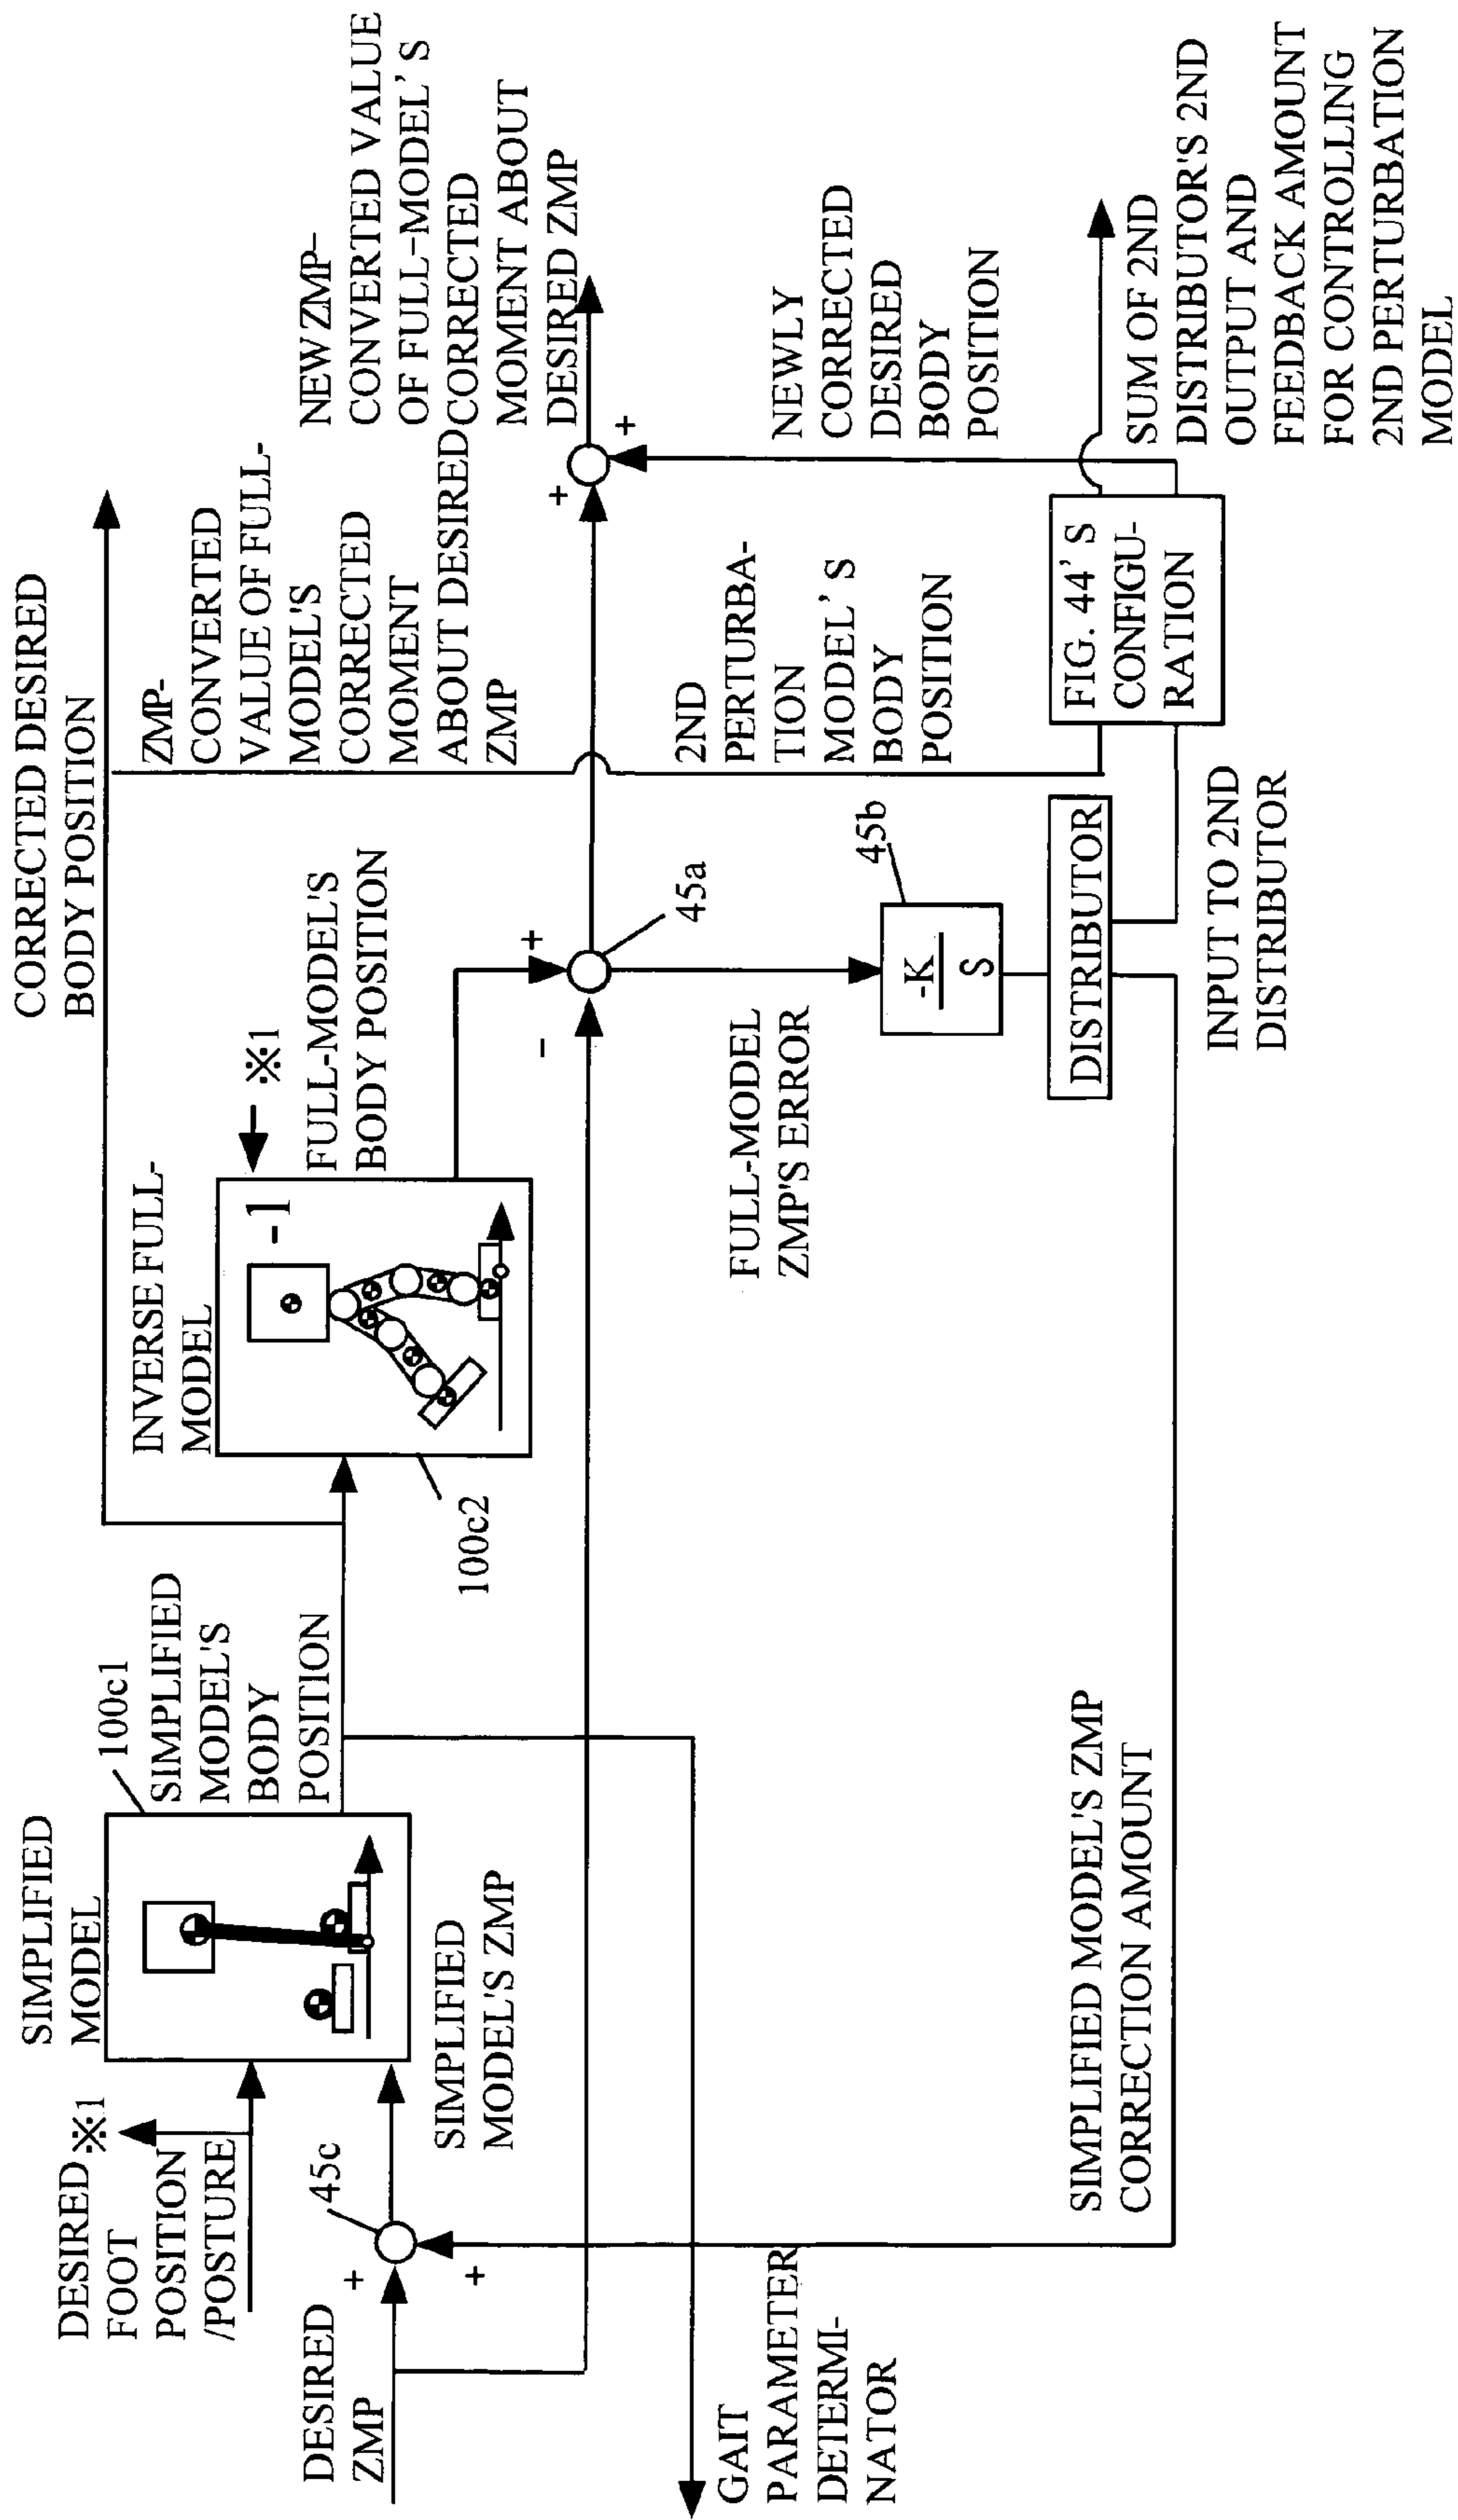 DESIRED
FOOT
POSITION
/POSTURE
※1
DESIRED
ZMP
+
+
45c
GAIT
PARAMETER
DETERMI-
NATOR
SIMPLIFIED
MODEL
100c1
SIMPLIFIED
MODEL'S
BODY
POSITION
SIMPLIFIED
MODEL'S ZMP
SIMPLIFIED MODEL'S ZMP
CORRECTION AMOUNT
INVERSE FULL-
MODEL
-1
※1
100c2
FULL-MODEL'S
BODY POSITION
CORRECTED DESIRED
BODY POSITION
+
-
45a
FULL-MODEL
ZMP'S ERROR
45b
-K
S
DISTRIBUTOR
INPUT TO 2ND
DISTRIBUTOR
ZMP-
CONVERTED
VALUE OF FULL-
MODEL'S
CORRECTED
MOMENT
ABOUT DESIRED
ZMP
2ND
PERTURBA-
TION
MODEL'S
BODY
POSITION
FIG. 44'S
CONFIGU-
RATION
+
+
NEW ZMP-
CONVERTED VALUE
OF FULL-MODEL'S
CORRECTED
MOMENT ABOUT
DESIRED ZMP
NEWLY
CORRECTED
DESIRED
BODY
POSITION
SUM OF 2ND
DISTRIBUTOR'S 2ND
OUTPUT AND
FEEDBACK AMOUNT
FOR CONTROLLING
2ND PERTURBATION
MODEL